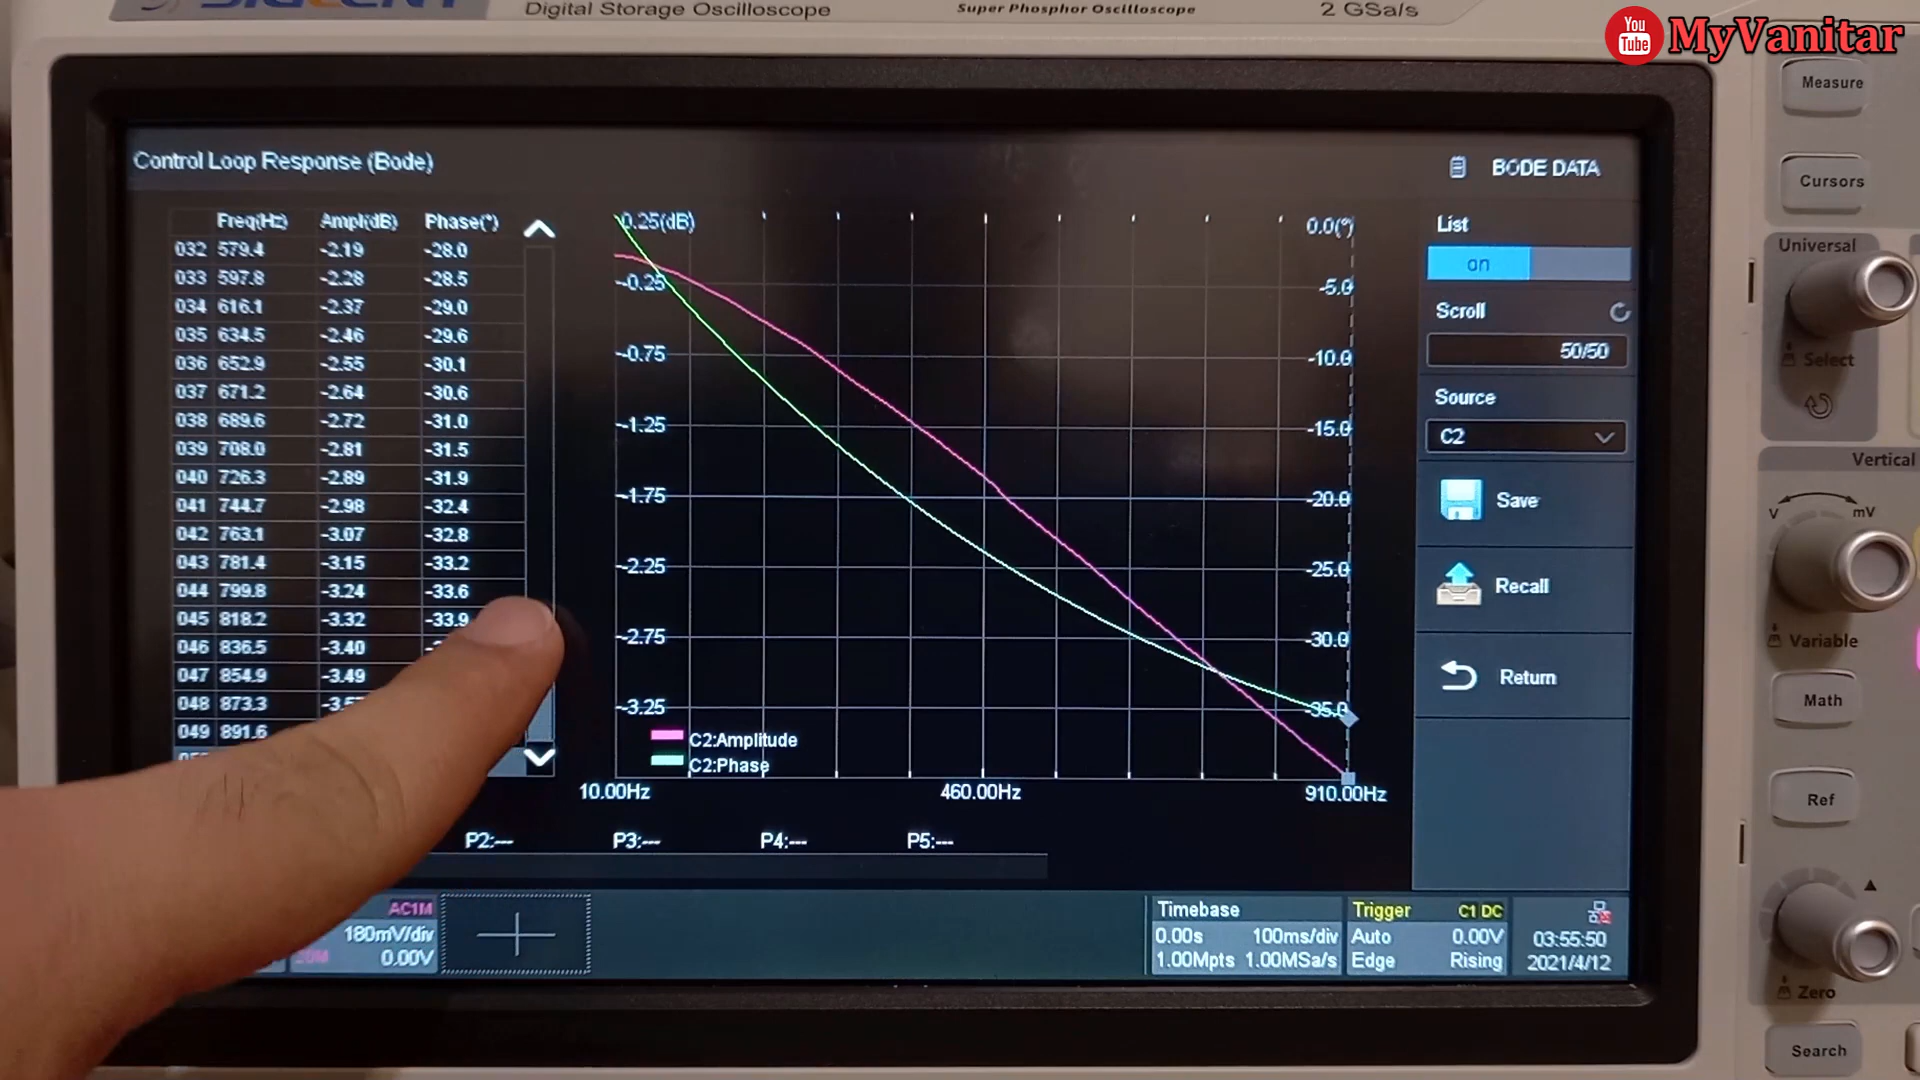 SIGLENT
Digital Storage Oscilloscope
Super Phosphor Oscilloscope
2 GSa/s
You Tube MyVanitar
Control Loop Response (Bode)
BODE DATA
Freq(Hz) Ampl(dB) Phase(°)
032 579.4 -2.19 -28.0
033 597.8 -2.28 -28.5
034 616.1 -2.37 -29.0
035 634.5 -2.46 -29.6
036 652.9 -2.55 -30.1
037 671.2 -2.64 -30.6
038 689.6 -2.72 -31.0
039 708.0 -2.81 -31.5
040 726.3 -2.89 -31.9
041 744.7 -2.98 -32.4
042 763.1 -3.07 -32.8
043 781.4 -3.15 -33.2
044 799.8 -3.24 -33.6
045 818.2 -3.32 -33.9
046 836.5 -3.40
047 854.9 -3.49
048 873.3
049 891.6
0.25(dB) 0.0(°)
-0.25 -5.0
-0.75 -10.0
-1.25 -15.0
-1.75 -20.0
-2.25 -25.0
-2.75 -30.0
-3.25 -35.0
C2:Amplitude
C2:Phase
10.00Hz 460.00Hz 910.00Hz
P2:--- P3:--- P4:--- P5:---
List
on
Scroll
50/50
Source
C2
Save
Recall
Return
AC1M
180mV/div
20M 0.00V
Timebase
0.00s 100ms/div
1.00Mpts 1.00MSa/s
Trigger C1 DC
Auto 0.00V
Edge Rising
03:55:50
2021/4/12
Measure
Cursors
Universal
Select
Vertical
V mV
Variable
Math
Ref
Zero
Search